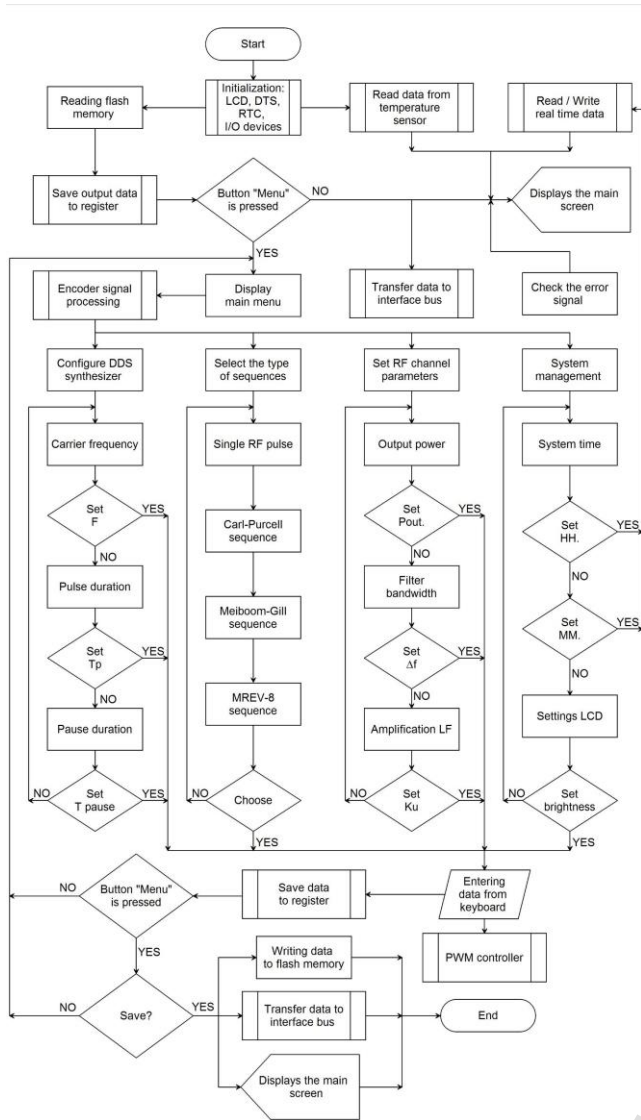 Start
Reading flash
memory
Initialization:
LCD, DTS,
RTC,
I/O devices
Read data from
temperature
sensor
Read / Write
real time data
Save output data
to register
Button "Menu"
is pressed
NO
Displays the main
screen
YES
Encoder signal
processing
Display
main menu
Transfer data to
interface bus
Check the error
signal
Configure DDS
synthesizer
Select the type
of sequences
Set RF channel
parameters
System
management
Carrier frequency
Single RF pulse
Output power
System time
Set
F
YES
NO
Carl-Purcell
sequence
Set
Pout.
YES
NO
Set
HH.
YES
NO
Pulse duration
Meiboom-Gill
sequence
Filter
bandwidth
Set
Tp
YES
NO
Set
Δf
YES
NO
Set
MM.
YES
NO
Pause duration
MREV-8
sequence
Amplification LF
Settings LCD
NO
Set
T pause
YES
NO
Choose
YES
NO
Set
Ku
YES
NO
Set
brightness
YES
NO
Button "Menu"
is pressed
YES
Save data
to register
Entering
data from
keyboard
PWM controller
NO
Save?
YES
Writing data
to flash memory
Transfer data to
interface bus
Displays the main
screen
End